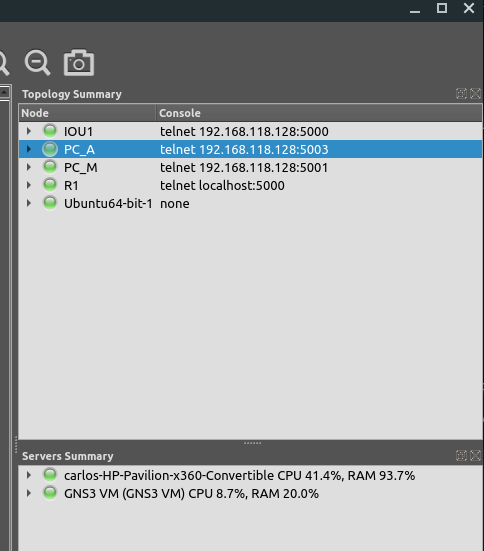 Topology Summary
Node Console
IOU1 telnet 192.168.118.128:5000
PC_A telnet 192.168.118.128:5003
PC_M telnet 192.168.118.128:5001
R1 telnet localhost:5000
Ubuntu64-bit-1 none
Servers Summary
carlos-HP-Pavilion-x360-Convertible CPU 41.4%, RAM 93.7%
GNS3 VM (GNS3 VM) CPU 8.7%, RAM 20.0%